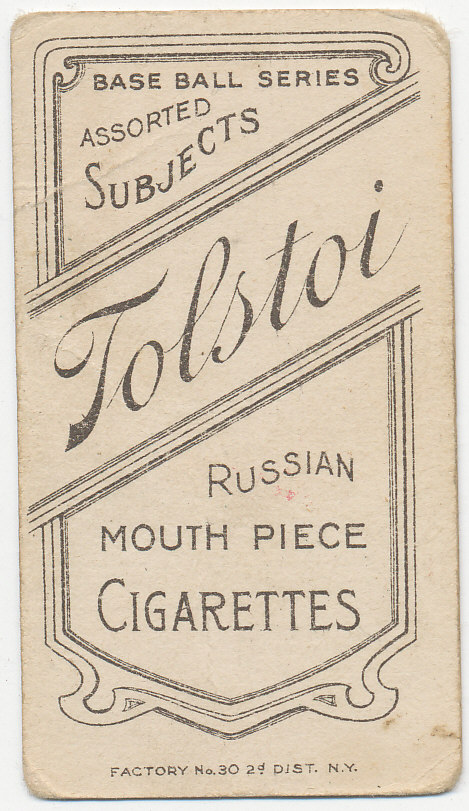 BASE BALL SERIES
ASSORTED
SUBJECTS
Tolstoi
RUSSIAN
MOUTH PIECE
CIGARETTES
FACTORY No. 30 2d DIST. N.Y.